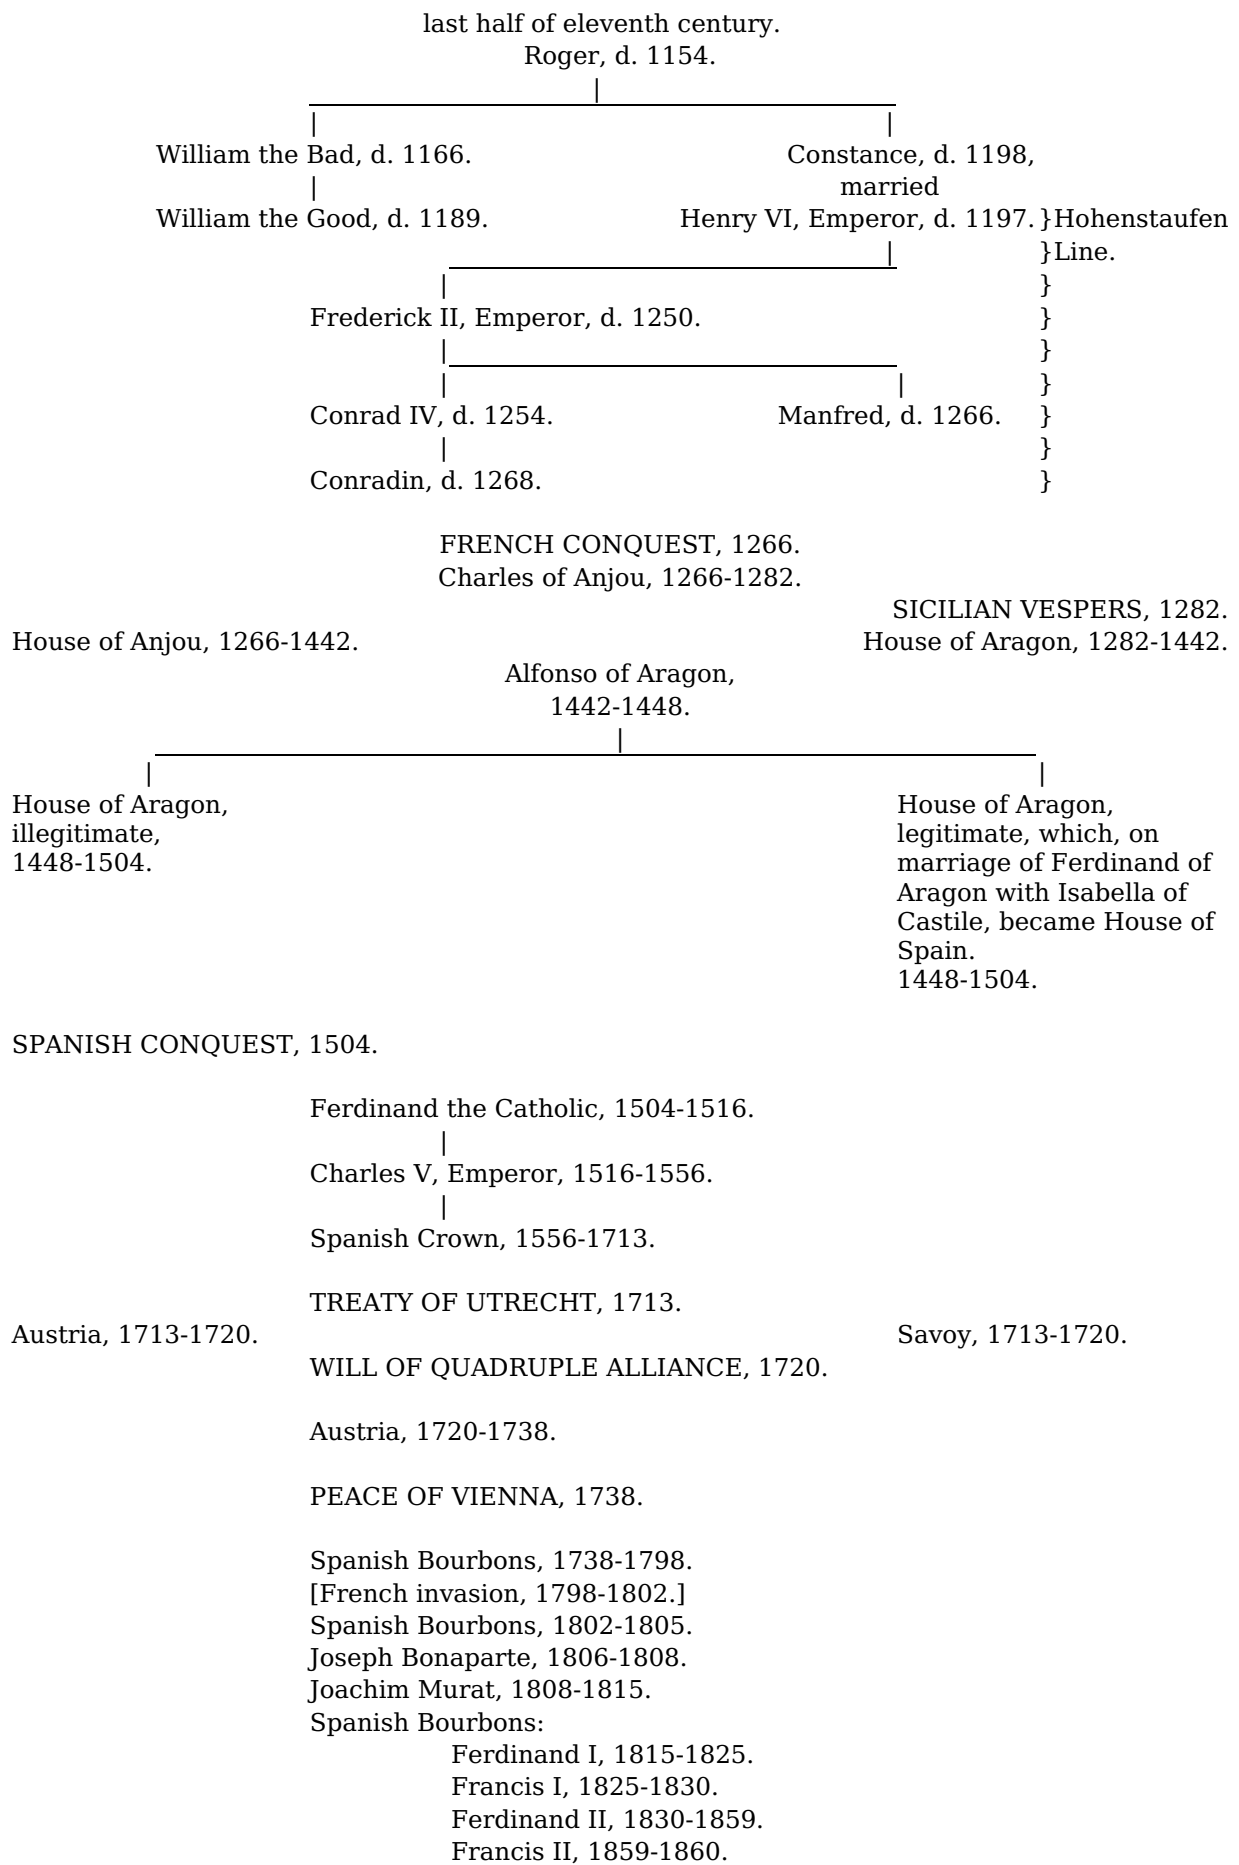 last half of eleventh century.
Roger, d. 1154.
|
| |
William the Bad, d. 1166. Constance, d. 1198,
| married
William the Good, d. 1189. Henry VI, Emperor, d. 1197. }Hohenstaufen
| }Line.
| }
Frederick II, Emperor, d. 1250. }
| }
| | }
Conrad IV, d. 1254. Manfred, d. 1266. }
| }
Conradin, d. 1268. }
FRENCH CONQUEST, 1266.
Charles of Anjou, 1266-1282.
SICILIAN VESPERS, 1282.
House of Anjou, 1266-1442. House of Aragon, 1282-1442.
Alfonso of Aragon,
1442-1448.
|
| |
House of Aragon,
illegitimate,
1448-1504.
House of Aragon,
legitimate, which, on
marriage of Ferdinand of
Aragon with Isabella of
Castile, became House of
Spain.
1448-1504.
SPANISH CONQUEST, 1504.
Ferdinand the Catholic, 1504-1516.
|
Charles V, Emperor, 1516-1556.
|
Spanish Crown, 1556-1713.
TREATY OF UTRECHT, 1713.
Austria, 1713-1720. Savoy, 1713-1720.
WILL OF QUADRUPLE ALLIANCE, 1720.
Austria, 1720-1738.
PEACE OF VIENNA, 1738.
Spanish Bourbons, 1738-1798.
[French invasion, 1798-1802.]
Spanish Bourbons, 1802-1805.
Joseph Bonaparte, 1806-1808.
Joachim Murat, 1808-1815.
Spanish Bourbons:
Ferdinand I, 1815-1825.
Francis I, 1825-1830.
Ferdinand II, 1830-1859.
Francis II, 1859-1860.